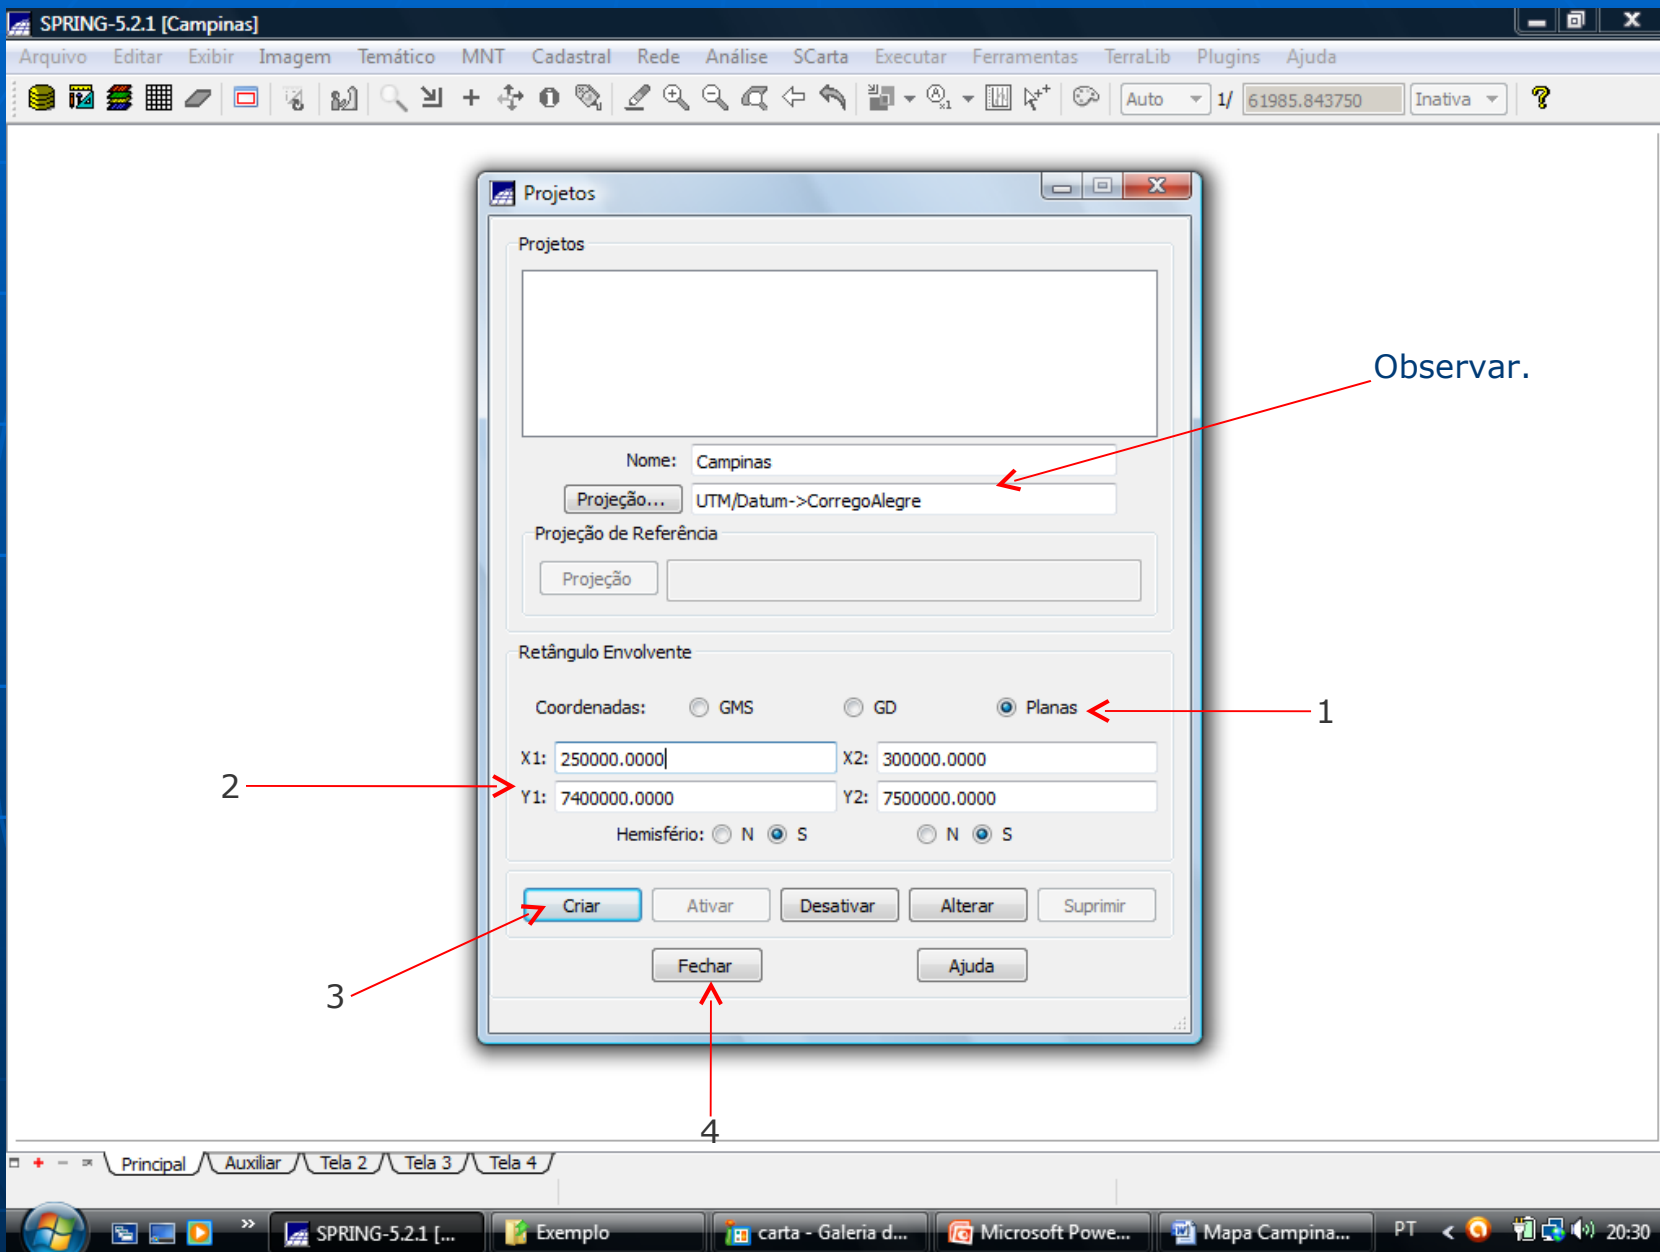 SPRING-5.2.1 [Campinas]
Arquivo Editar Exibir Imagem Temático MNT Cadastral Rede Análise SCarta Executar Ferramentas TerraLib Plugins Ajuda
Auto 1/ 61985.843750 Inativa
Projetos
Projetos
Observar.
Nome: Campinas
Projeção... UTM/Datum->CorregoAlegre
Projeção de Referência
Projeção
Retângulo Envolvente
Coordenadas: GMS GD Planas
1
X1: 250000.0000 X2: 300000.0000
2
Y1: 7400000.0000 Y2: 7500000.0000
Hemisfério: N S N S
Criar Ativar Desativar Alterar Suprimir
Fechar Ajuda
3
4
Principal Auxiliar Tela 2 Tela 3 Tela 4
SPRING-5.2.1 [... Exemplo carta - Galeria d... Microsoft Powe... Mapa Campina... PT 20:30